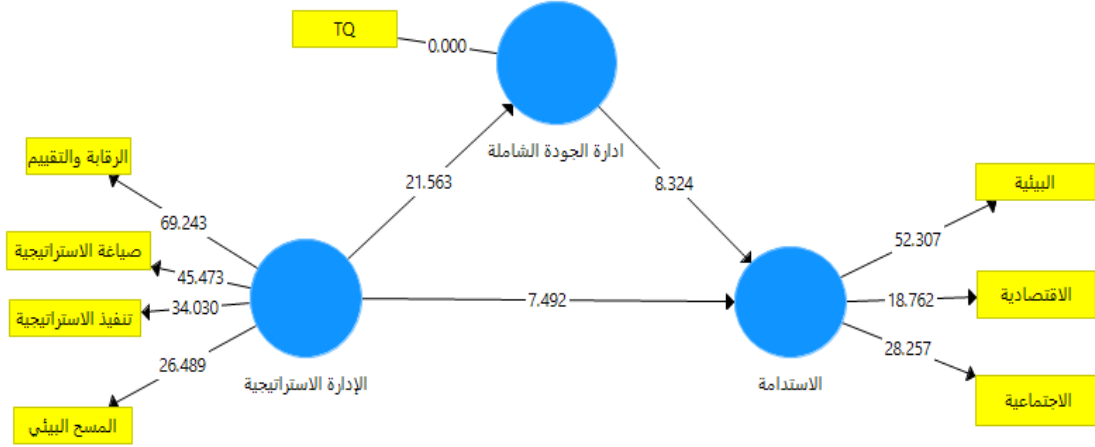 TQ
0.000
ادارة الجودة الشاملة
الرقابة والتقييم
21.563
8.324
البيئية
69.243
صياغة الاستراتيجية
45.473
52.307
تنفيذ الاستراتيجية
34.030
7.492
18.762
الاقتصادية
26.489
28.257
الإدارة الاستراتيجية
الاستدامة
المسح البيئي
الاجتماعية